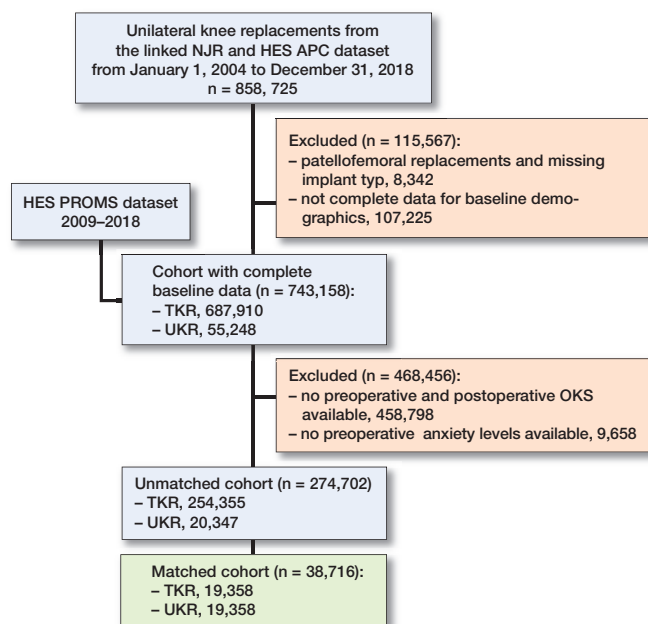 Unilateral knee replacements from
the linked NJR and HES APC dataset
from January 1, 2004 to December 31, 2018
n = 858, 725
Excluded (n = 115,567):
– patellofemoral replacements and missing
implant typ, 8,342
– not complete data for baseline demo-
graphics, 107,225
HES PROMS dataset
2009–2018
Cohort with complete
baseline data (n = 743,158):
– TKR, 687,910
– UKR, 55,248
Excluded (n = 468,456):
– no preoperative and postoperative OKS
available, 458,798
– no preoperative anxiety levels available, 9,658
Unmatched cohort (n = 274,702)
– TKR, 254,355
– UKR, 20,347
Matched cohort (n = 38,716):
– TKR, 19,358
– UKR, 19,358